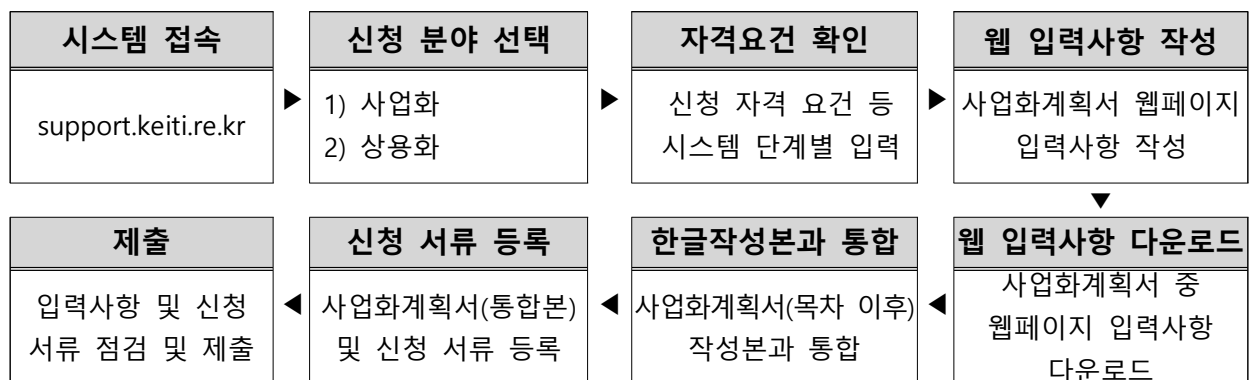 시스템 접속
support.keiti.re.kr
▶
신청 분야 선택
1) 사업화
2) 상용화
▶
자격요건 확인
신청 자격 요건 등
시스템 단계별 입력
▶
웹 입력사항 작성
사업화계획서 웹페이지
입력사항 작성
▼
웹 입력사항 다운로드
사업화계획서 중
웹페이지 입력사항
다운로드
◀
한글작성본과 통합
사업화계획서(목차 이후)
작성본과 통합
◀
신청 서류 등록
사업화계획서(통합본)
및 신청 서류 등록
◀
제출
입력사항 및 신청
서류 점검 및 제출